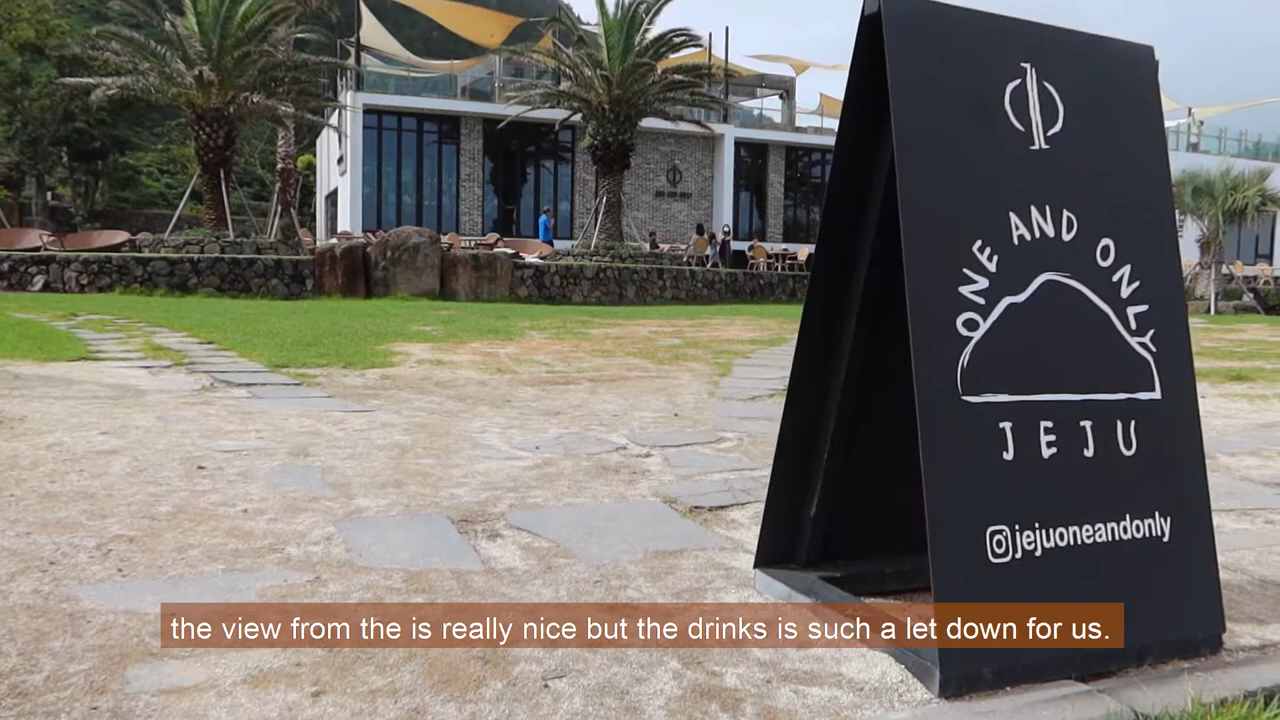 ONE AND ONLY
JEJU
jejuoneandonly
the view from the is really nice but the drinks is such a let down for us.